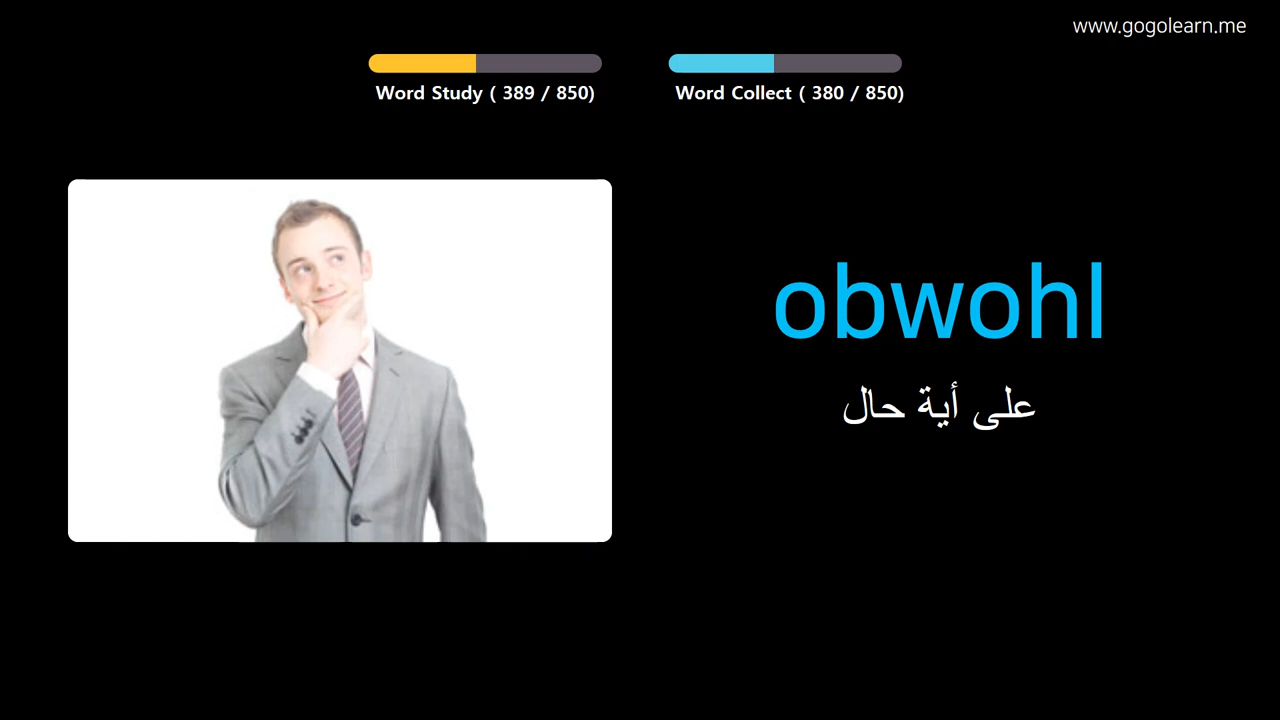 www.gogolearn.me
Word Study ( 389 / 850)
Word Collect ( 380 / 850)
obwohl
على أية حال